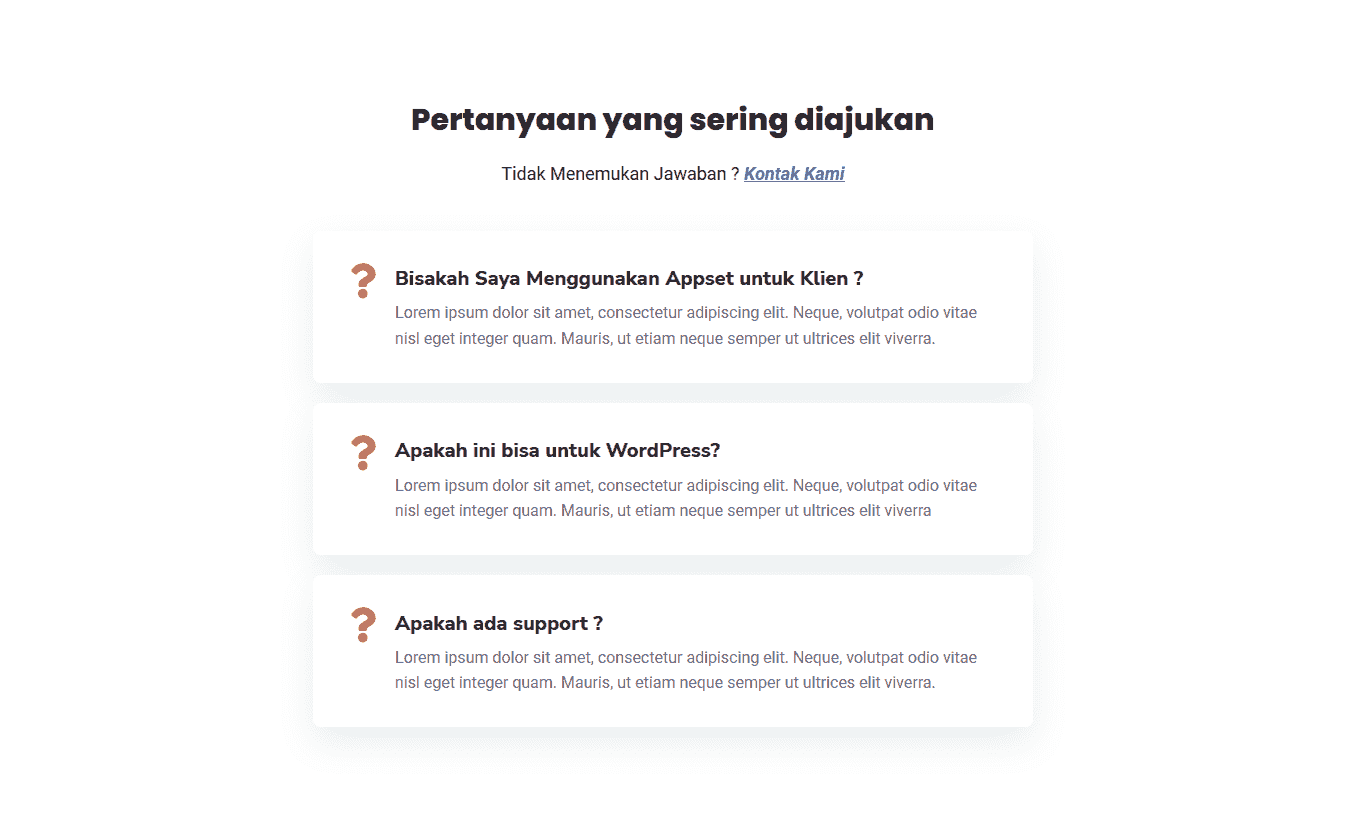 Pertanyaan yang sering diajukan
Tidak Menemukan Jawaban ? Kontak Kami
Bisakah Saya Menggunakan Appset untuk Klien ?
Lorem ipsum dolor sit amet, consectetur adipiscing elit. Neque, volutpat odio vitae
nisl eget integer quam. Mauris, ut etiam neque semper ut ultrices elit viverra.
Apakah ini bisa untuk WordPress?
Lorem ipsum dolor sit amet, consectetur adipiscing elit. Neque, volutpat odio vitae
nisl eget integer quam. Mauris, ut etiam neque semper ut ultrices elit viverra
Apakah ada support ?
Lorem ipsum dolor sit amet, consectetur adipiscing elit. Neque, volutpat odio vitae
nisl eget integer quam. Mauris, ut etiam neque semper ut ultrices elit viverra.